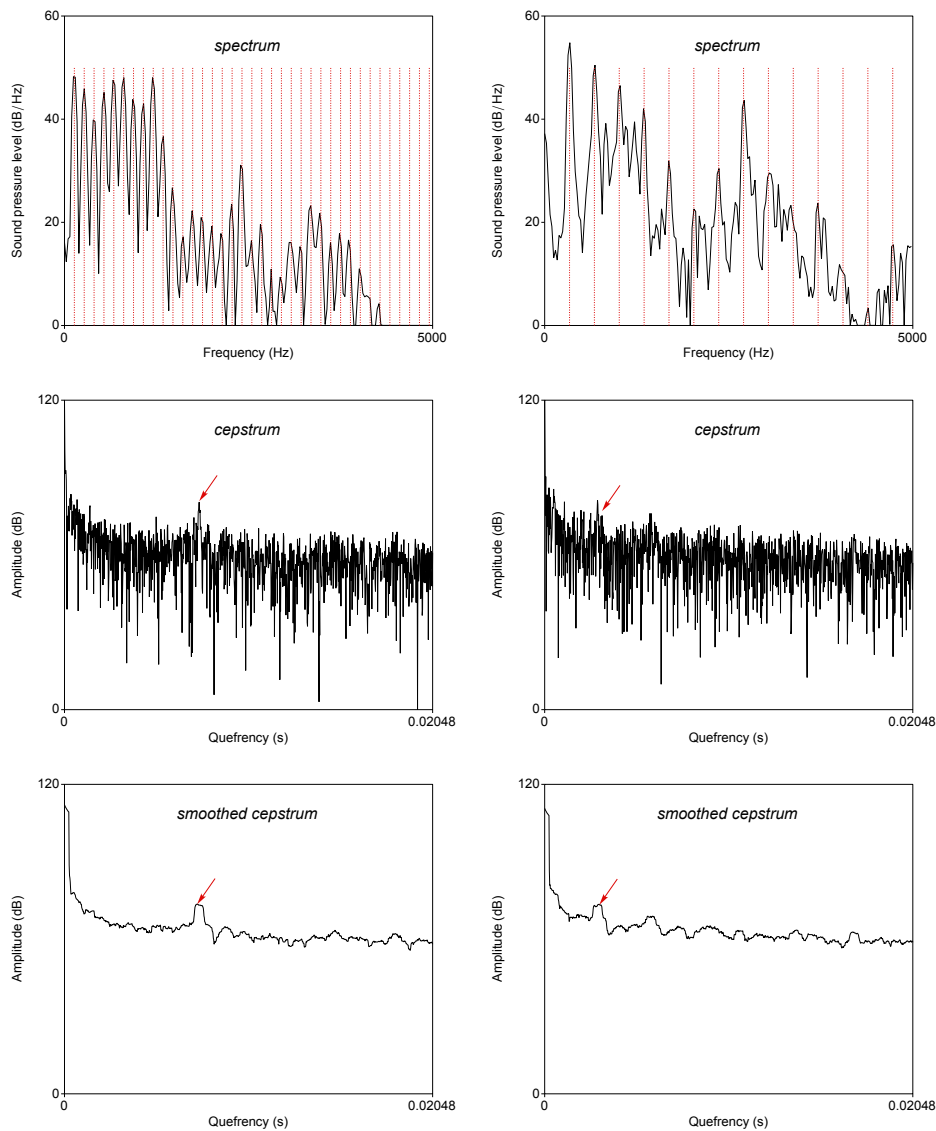 60
spectrum
40
20
0
Sound pressure level (dB/Hz)
0
5000
Frequency (Hz)
60
spectrum
40
20
0
Sound pressure level (dB/Hz)
0
5000
Frequency (Hz)
120
cepstrum
Amplitude (dB)
0
0
0.02048
Quefrency (s)
120
cepstrum
Amplitude (dB)
0
0
0.02048
Quefrency (s)
120
smoothed cepstrum
Amplitude (dB)
0
0
0.02048
Quefrency (s)
120
smoothed cepstrum
Amplitude (dB)
0
0
0.02048
Quefrency (s)